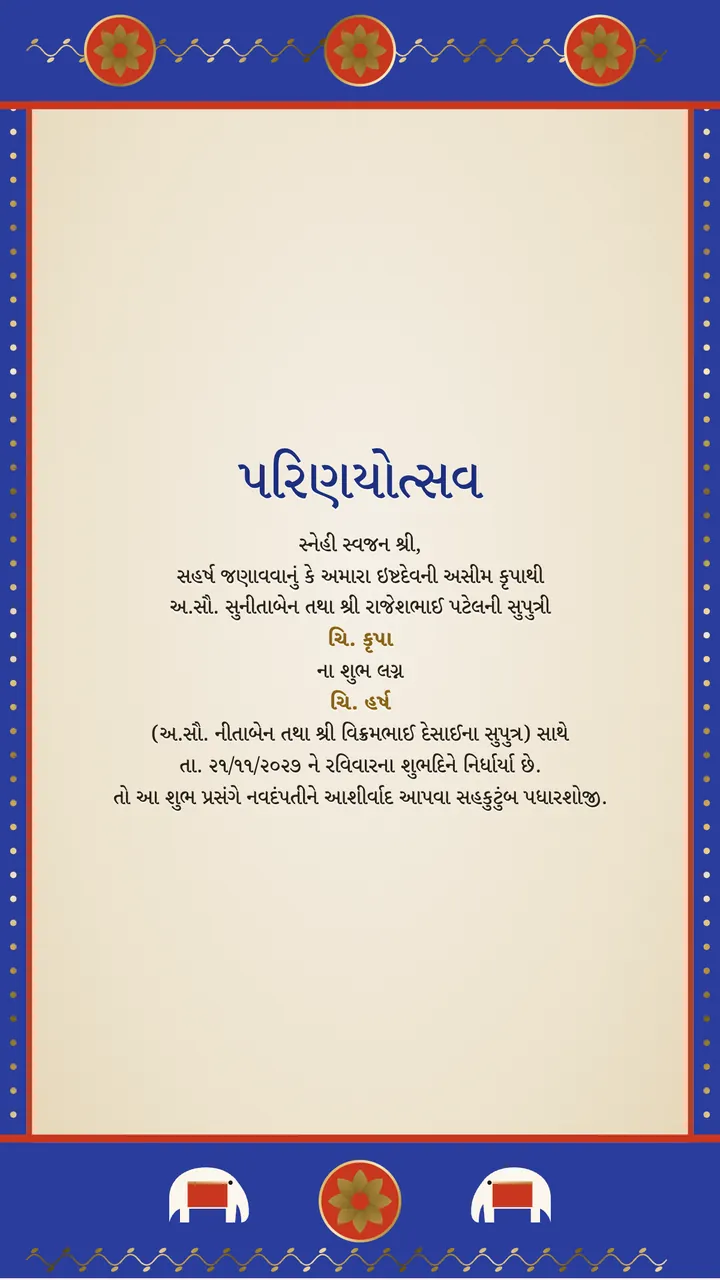 પરિણયોત્સવ
સ્નેહી સ્વજન શ્રી,
સહર્ષ જણાવવાનું કે અમારા ઇષ્ટદેવની અસીમ કૃપાથી
અ.સૌ. સુનીતાબેન તથા શ્રી રાજેશભાઈ પટેલની સુપુત્રી
ચિ. કૃપા
ના શુભ લગ્ન
ચિ. હર્ષ
(અ.સૌ. નીતાબેન તથા શ્રી વિક્રમભાઈ દેસાઈના સુપુત્ર) સાથે
તા. ૨૧/૧૧/૨૦૨૭ ને રવિવારના શુભદિને નિર્ધાર્યા છે.
તો આ શુભ પ્રસંગે નવદંપતીને આશીર્વાદ આપવા સહકુટુંબ પધારશોજી.